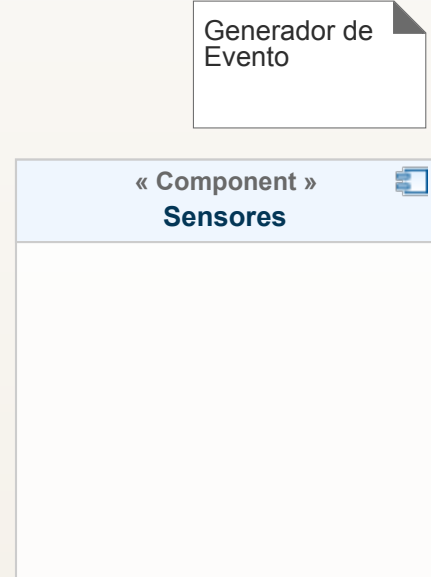 Generador de
Evento
« Component »
Sensores